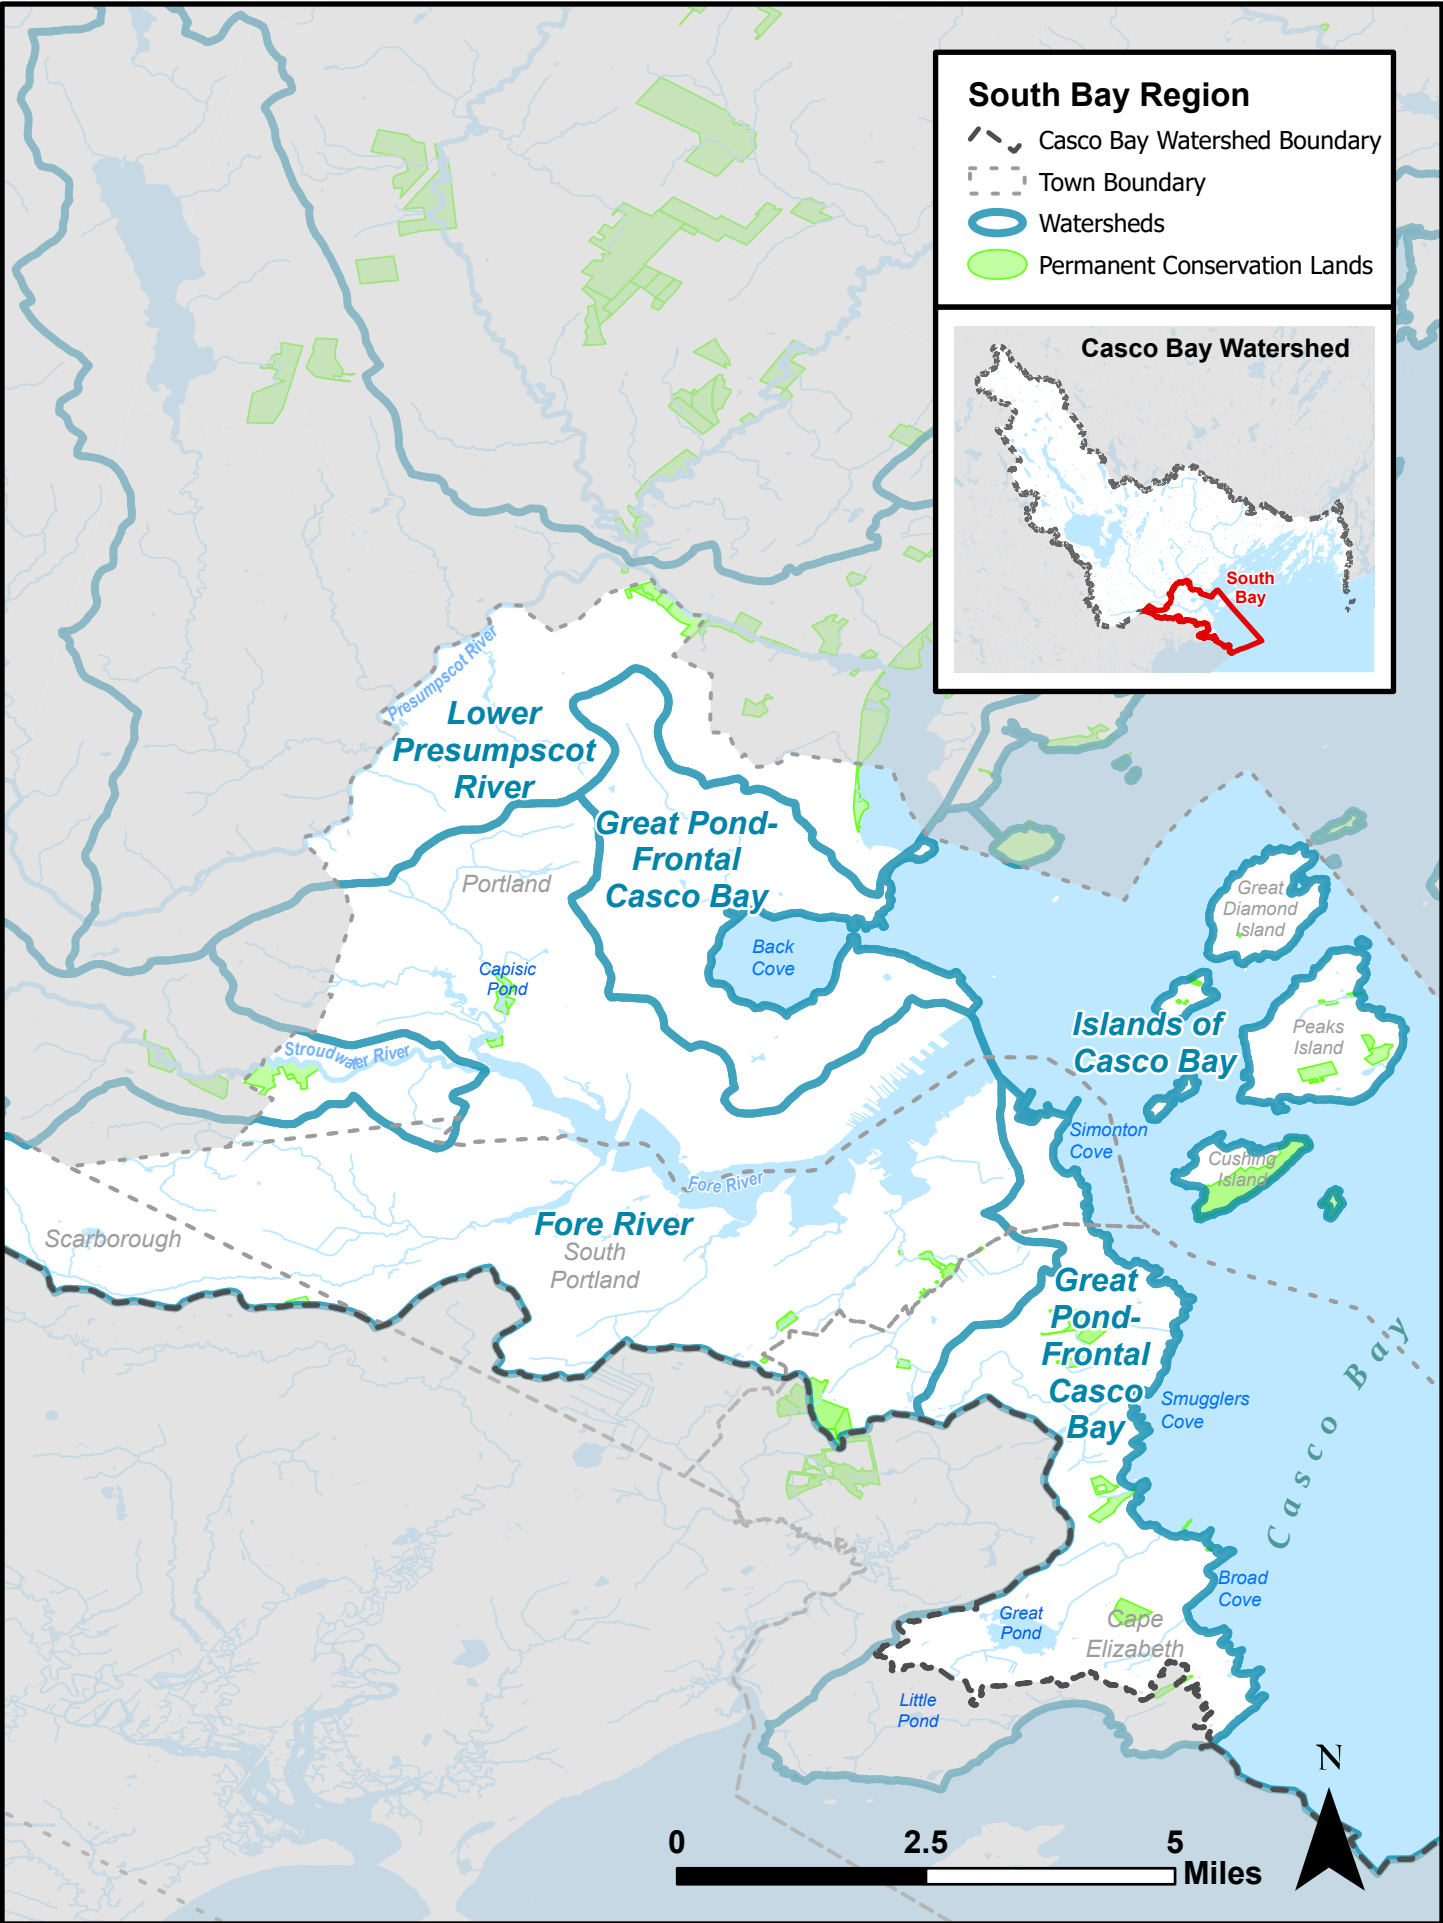 South Bay Region
Casco Bay Watershed Boundary
Town Boundary
Watersheds
Permanent Conservation Lands
Casco Bay Watershed
South
Bay
Presumpscot River
Lower
Presumpscot
River
Great Pond-
Frontal
Casco Bay
Portland
Back
Cove
Capisic
Pond
Stroudwater River
Great
Diamond
Island
Islands of
Casco Bay
Peaks
Island
Simonton
Cove
Cushing
Island
Fore River
Fore River
South
Portland
Scarborough
Great
Pond-
Frontal
Casco
Bay
Smugglers
Cove
Casco Bay
Broad
Cove
Great
Pond
Cape
Elizabeth
Little
Pond
N
0
2.5
5
Miles